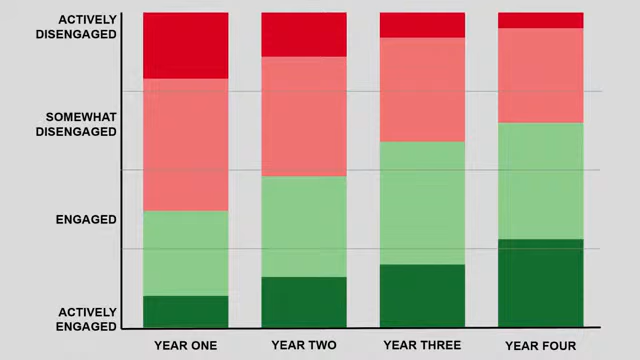 ACTIVELY
DISENGAGED
SOMEWHAT
DISENGAGED
ENGAGED
ACTIVELY
ENGAGED
YEAR ONE
YEAR TWO
YEAR THREE
YEAR FOUR